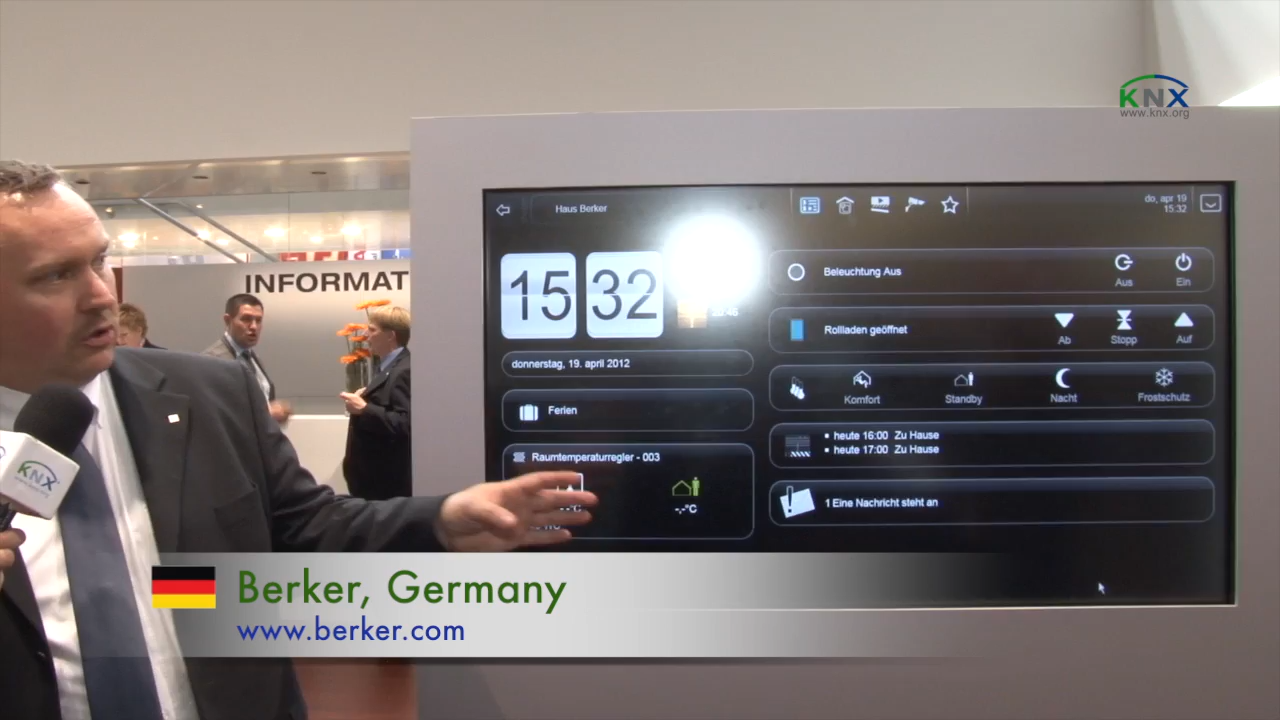 KNX
www.knx.org
INFORMAT
Haus Berker
do, apr 19
15:32
15 32
donnerstag, 19. april 2012
Ferien
Raumtemperaturregler - 003
-,-°C
Beleuchtung Aus
Aus
Ein
Rollladen geöffnet
Ab
Stopp
Auf
Komfort
Standby
Nacht
Frostschutz
heute 16:00 Zu Hause
heute 17:00 Zu Hause
1 Eine Nachricht steht an
KNX
Berker, Germany
www.berker.com